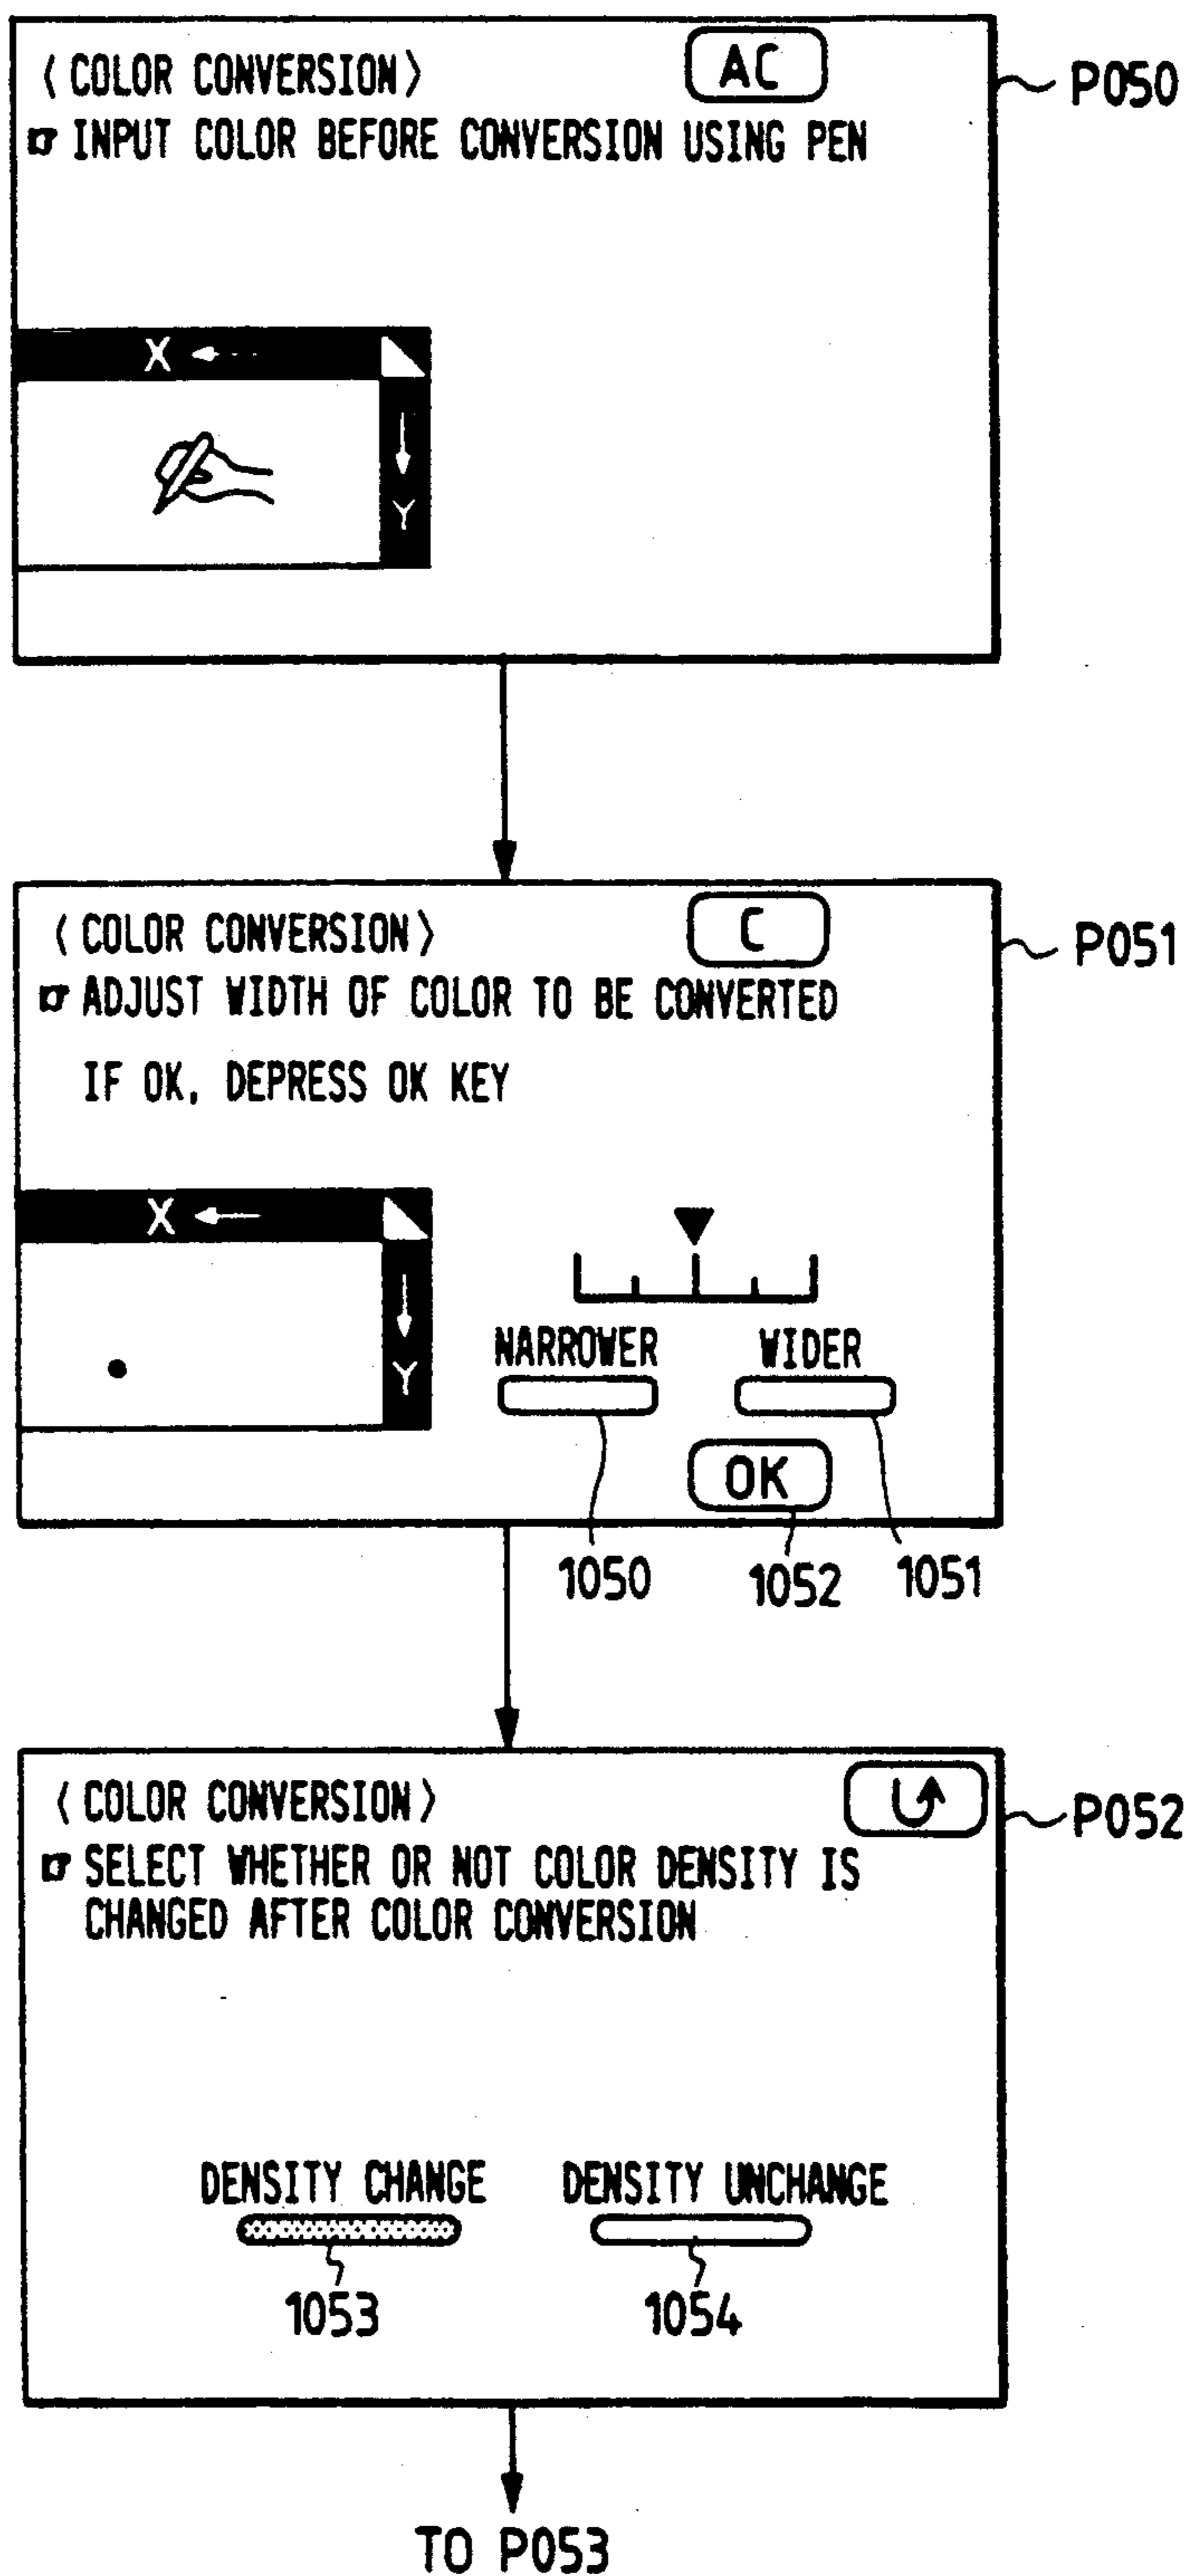 〈COLOR CONVERSION〉 AC
P050
☞ INPUT COLOR BEFORE CONVERSION USING PEN
X ←
↓
Y
〈COLOR CONVERSION〉 C
P051
☞ ADJUST WIDTH OF COLOR TO BE CONVERTED
IF OK, DEPRESS OK KEY
X ←
↓
Y
NARROWER WIDER
OK
1050 1052 1051
〈COLOR CONVERSION〉
P052
☞ SELECT WHETHER OR NOT COLOR DENSITY IS
CHANGED AFTER COLOR CONVERSION
DENSITY CHANGE DENSITY UNCHANGE
1053 1054
TO P053